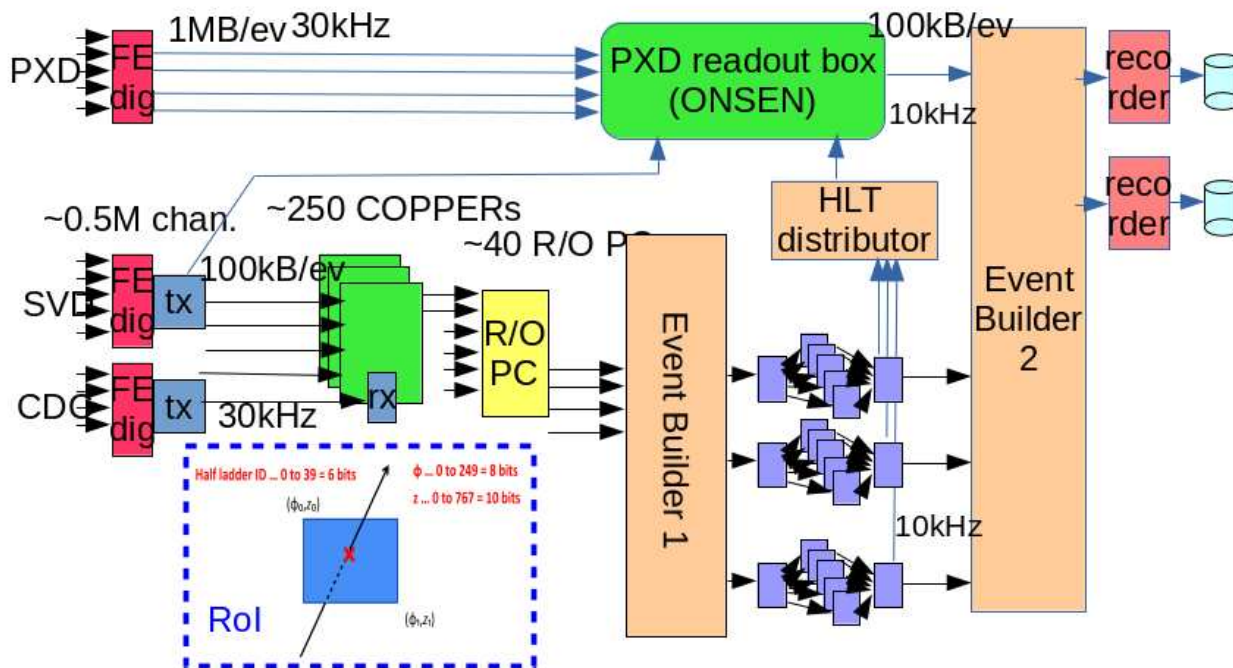 1MB/ev 30kHz
100kB/ev
PXD
FE
dig
PXD readout box
(ONSEN)
10kHz
reco
rder
~0.5M chan.
~250 COPPERs
~40 R/O
HLT
distributor
reco
rder
100kB/ev
SVD
FE
dig
tx
R/O
PC
Event Builder 1
Event
Builder
2
CDC
FE
dig
tx
30kHz
rx
Half ladder ID ... 0 to 39 = 6 bits
ϕ ... 0 to 249 = 8 bits
z ... 0 to 767 = 10 bits
(ϕ₀,z₀)
X
(ϕ₁,z₁)
RoI
10kHz